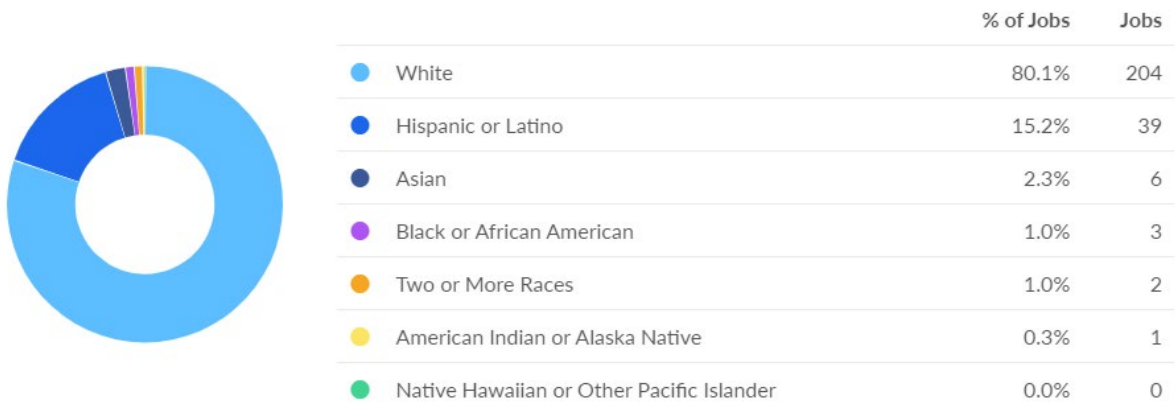 % of Jobs Jobs
White 80.1% 204
Hispanic or Latino 15.2% 39
Asian 2.3% 6
Black or African American 1.0% 3
Two or More Races 1.0% 2
American Indian or Alaska Native 0.3% 1
Native Hawaiian or Other Pacific Islander 0.0% 0